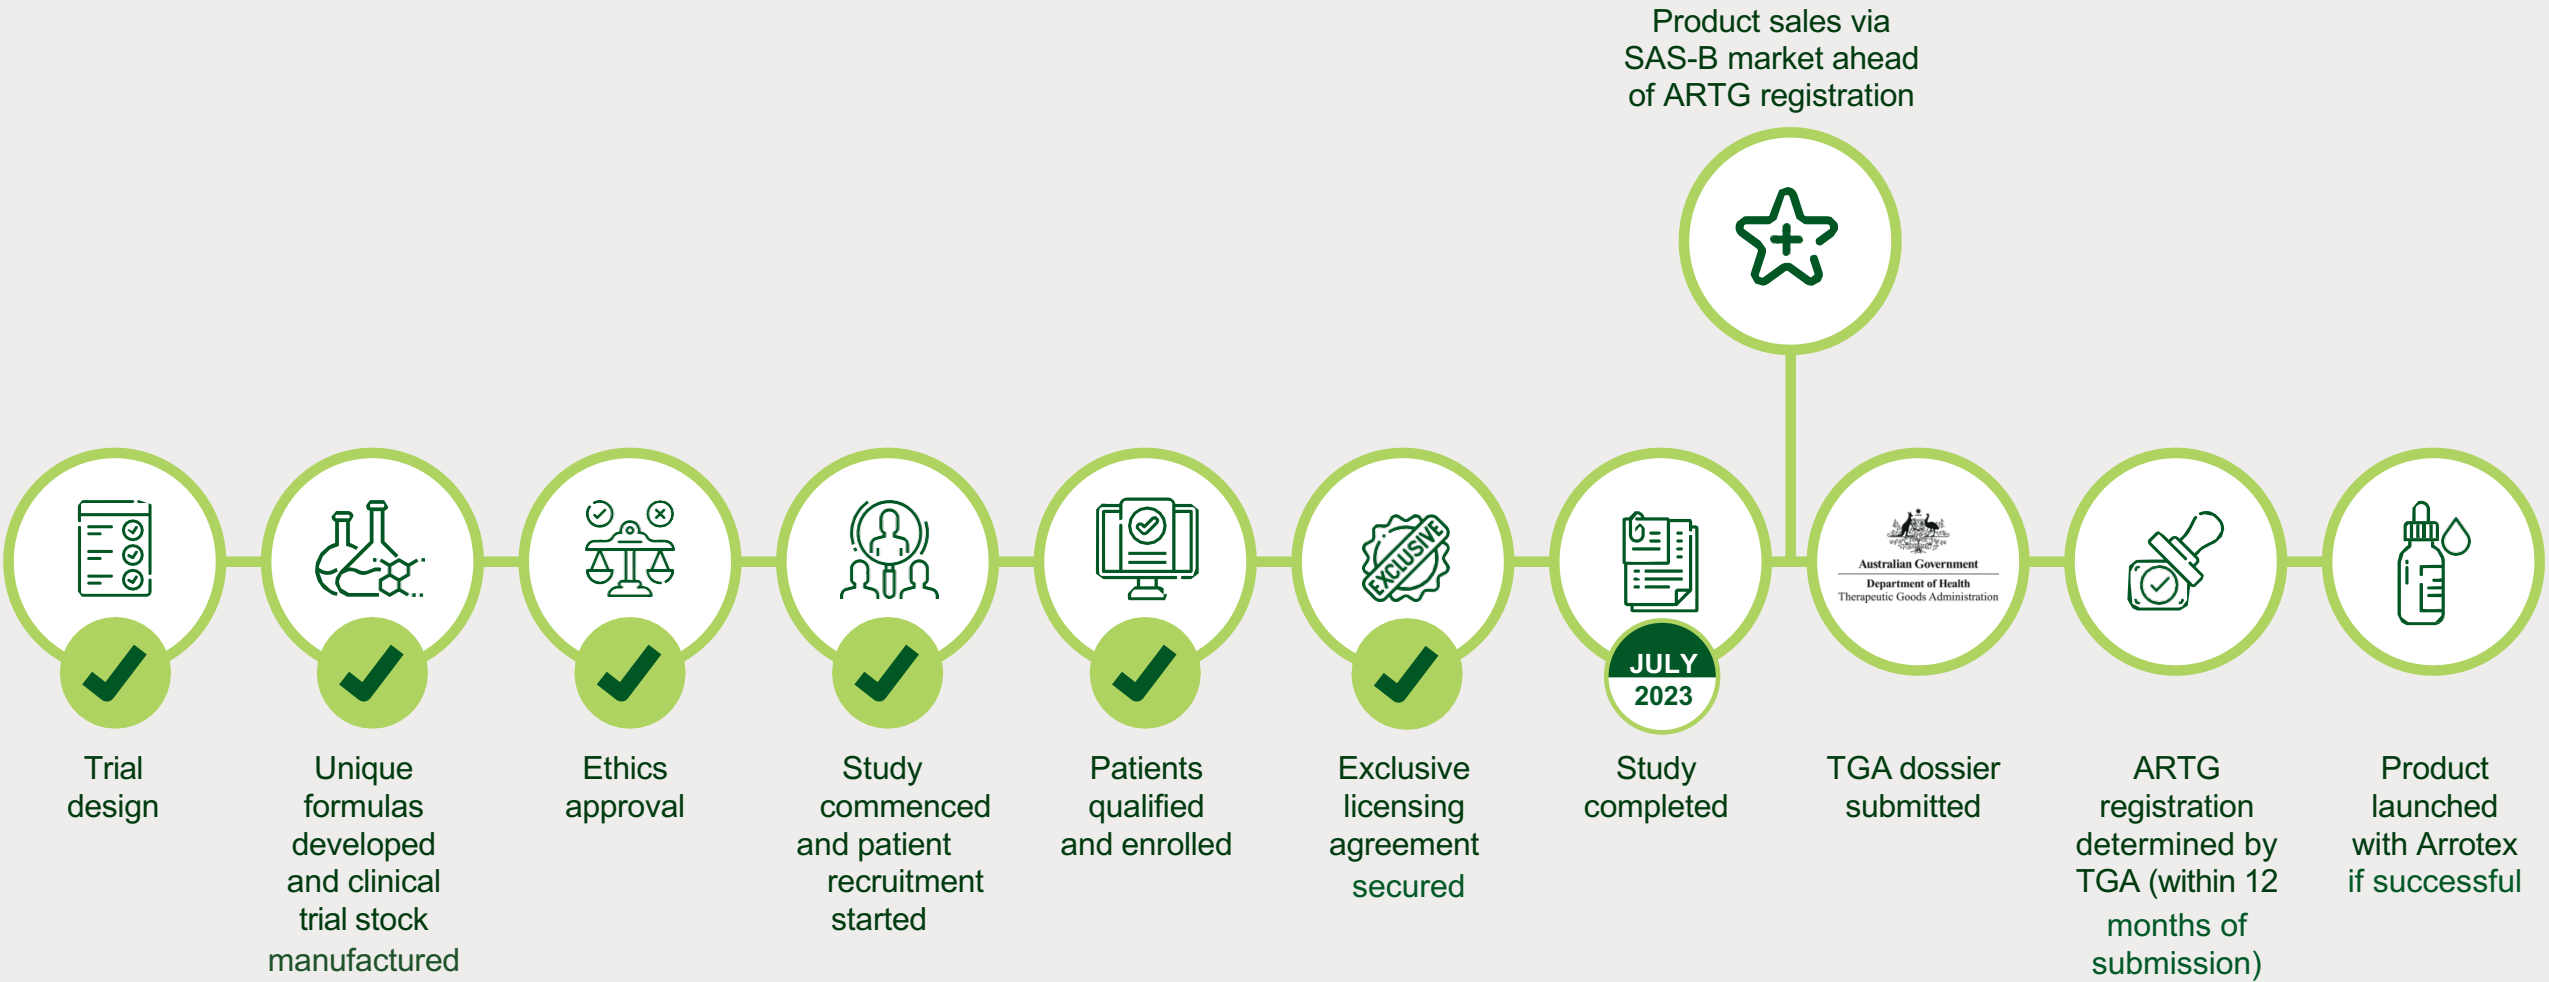 Product sales via
SAS-B market ahead
of ARTG registration
EXCLUSIVE
Australian Government
Department of Health
Therapeutic Goods Administration
JULY
2023
Trial
design
Unique
formulas
developed
and clinical
trial stock
manufactured
Ethics
approval
Study
commenced
and patient
recruitment
started
Patients
qualified
and enrolled
Exclusive
licensing
agreement
secured
Study
completed
TGA dossier
submitted
ARTG
registration
determined by
TGA (within 12
months of
submission)
Product
launched
with Arrotex
if successful